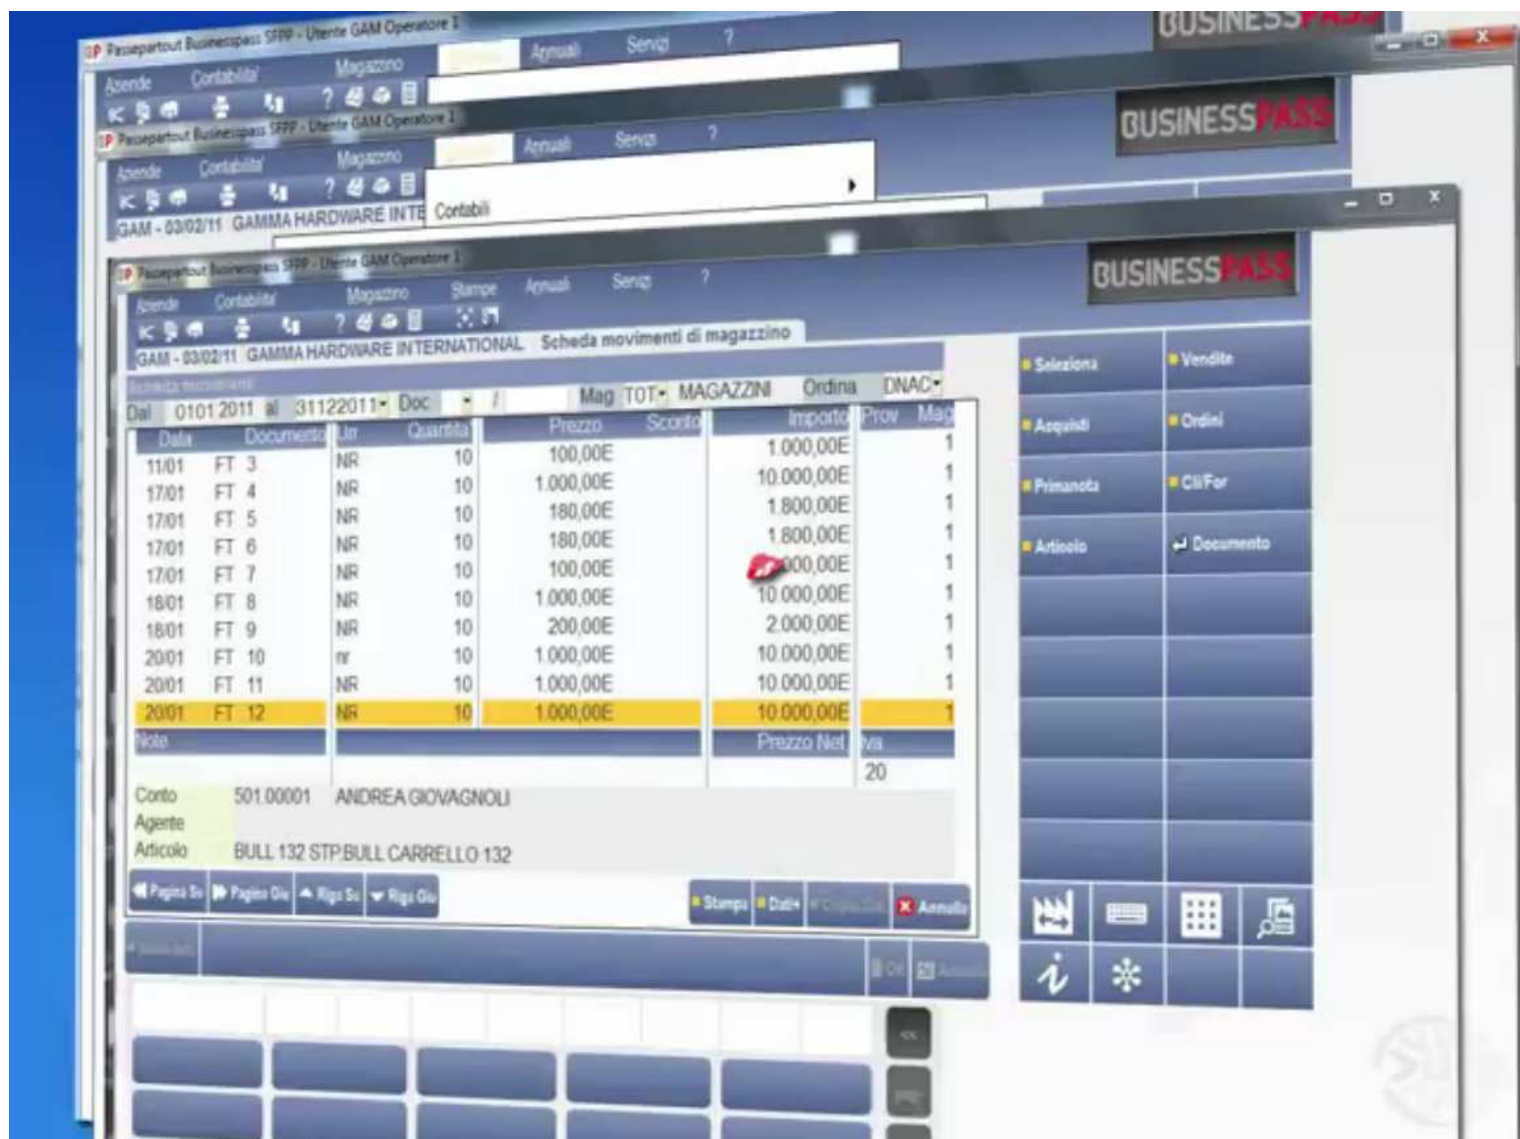 Passepartout Businesspass SFPP - Utente GAM Operatore 1
BUSINESSPASS
Aziende Contabilita' Magazzino Annuali Servizi ?
Passepartout Businesspass SFPP - Utente GAM Operatore 1
BUSINESSPASS
Aziende Contabilita' Magazzino Annuali Servizi ?
Contabili
GAM - 03/02/11 GAMMA HARDWARE INTE
Passepartout Businesspass SFPP - Utente GAM Operatore 1
BUSINESSPASS
Aziende Contabilita' Magazzino Stampe Annuali Servizi ?
GAM - 03/02/11 GAMMA HARDWARE INTERNATIONAL Scheda movimenti di magazzino
Dal 0101 2011 al 31122011 Doc / Mag TOT MAGAZZINI Ordina DNAC
Data Documento Um Quantita Prezzo Sconto Importo Prov Mag
11/01 FT 3 NR 10 100,00E 1.000,00E 1
17/01 FT 4 NR 10 1.000,00E 10.000,00E 1
17/01 FT 5 NR 10 180,00E 1.800,00E 1
17/01 FT 6 NR 10 180,00E 1.800,00E 1
17/01 FT 7 NR 10 100,00E 000,00E 1
18/01 FT 8 NR 10 1.000,00E 10.000,00E 1
18/01 FT 9 NR 10 200,00E 2.000,00E 1
20/01 FT 10 nr 10 1.000,00E 10.000,00E 1
20/01 FT 11 NR 10 1.000,00E 10.000,00E 1
20/01 FT 12 NR 10 1.000,00E 10.000,00E 1
Note Prezzo Net Iva
20
Conto 501.00001 ANDREA GIOVAGNOLI
Agente
Articolo BULL 132 STP.BULL CARRELLO 132
Pagina Su Pagina Giu Riga Su Riga Giu Stampa Dati+ Annulla
Seleziona Vendite
Acquisti Ordini
Primanota Cli/For
Articolo Documento